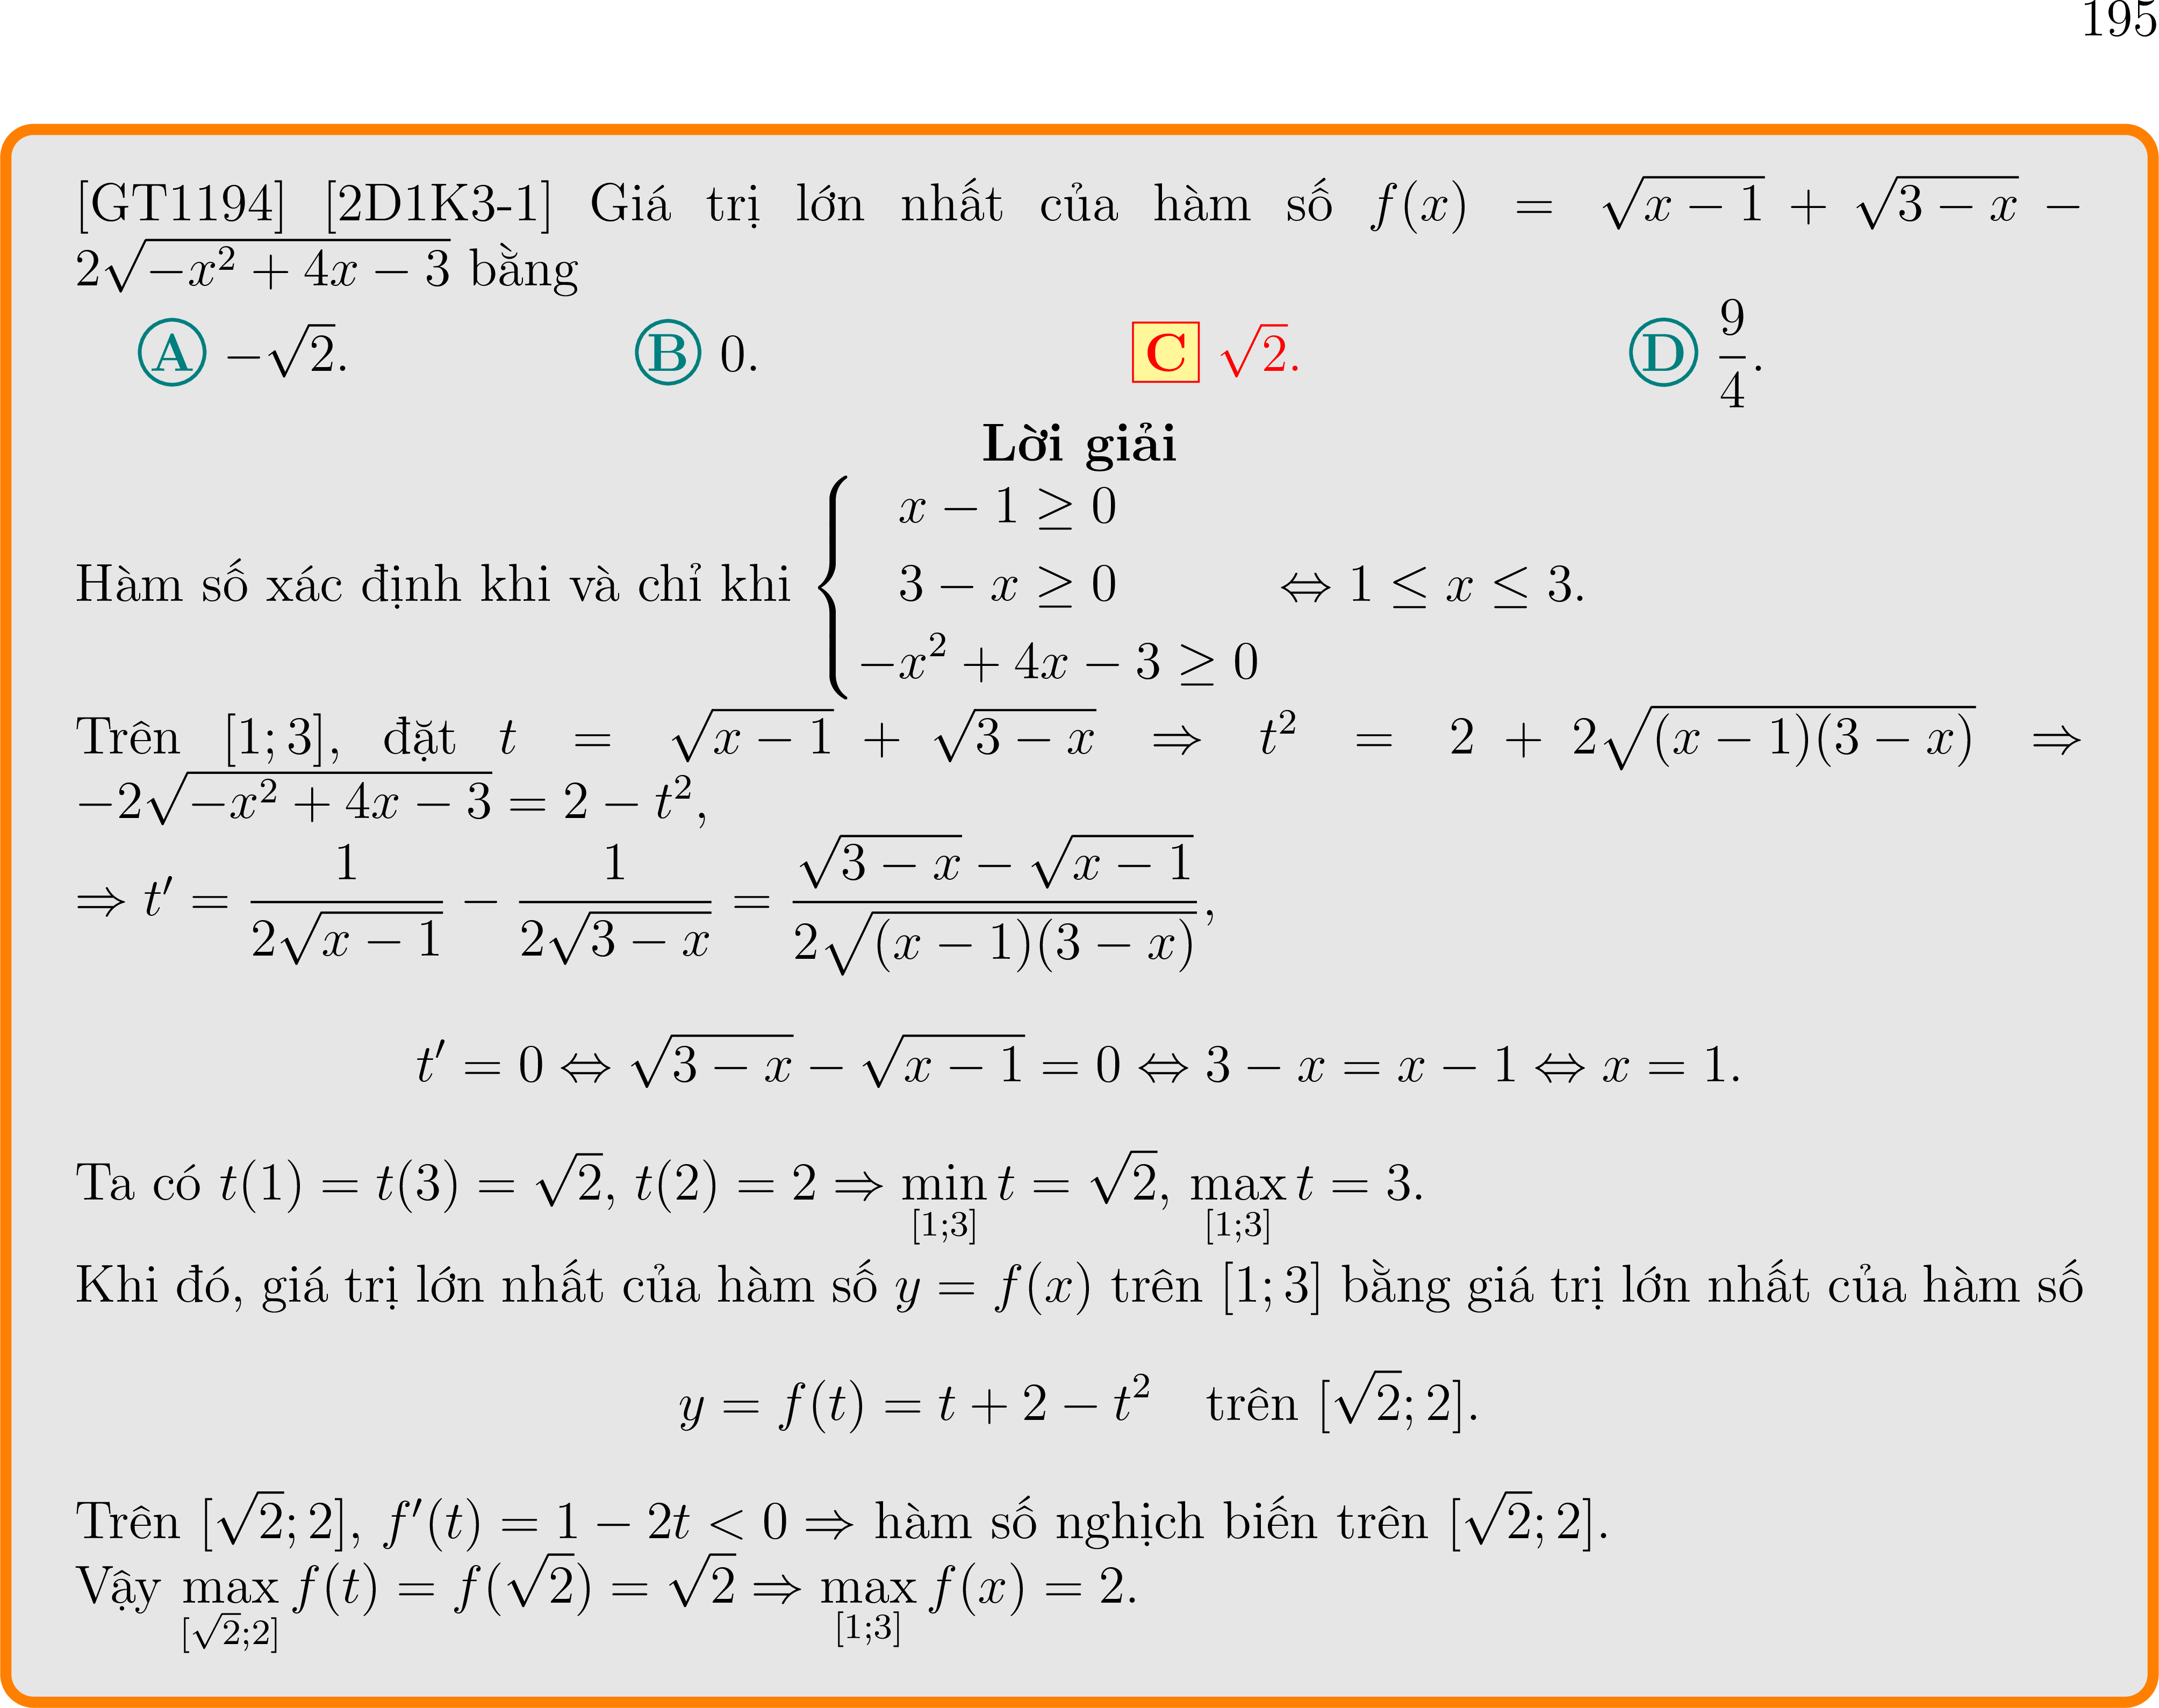 195
[GT1194] [2D1K3-1] Giá trị lớn nhất của hàm số $f(x) = \sqrt{x-1} + \sqrt{3-x} -$
$2\sqrt{-x^2+4x-3}$ bằng
A $-\sqrt{2}$. B $0$. C $\sqrt{2}$. D $\dfrac{9}{4}$.
Lời giải
Hàm số xác định khi và chỉ khi $\begin{cases} x-1 \geq 0 \\ 3-x \geq 0 \\ -x^2+4x-3 \geq 0 \end{cases} \Leftrightarrow 1 \leq x \leq 3$.
Trên $[1;3]$, đặt $t = \sqrt{x-1} + \sqrt{3-x} \Rightarrow t^2 = 2 + 2\sqrt{(x-1)(3-x)} \Rightarrow$
$-2\sqrt{-x^2+4x-3} = 2 - t^2$,
$\Rightarrow t' = \dfrac{1}{2\sqrt{x-1}} - \dfrac{1}{2\sqrt{3-x}} = \dfrac{\sqrt{3-x} - \sqrt{x-1}}{2\sqrt{(x-1)(3-x)}}$,
$t' = 0 \Leftrightarrow \sqrt{3-x} - \sqrt{x-1} = 0 \Leftrightarrow 3-x = x-1 \Leftrightarrow x = 1$.
Ta có $t(1) = t(3) = \sqrt{2}$, $t(2) = 2 \Rightarrow \min\limits_{[1;3]} t = \sqrt{2}$, $\max\limits_{[1;3]} t = 3$.
Khi đó, giá trị lớn nhất của hàm số $y = f(x)$ trên $[1;3]$ bằng giá trị lớn nhất của hàm số
$y = f(t) = t + 2 - t^2$ trên $[\sqrt{2};2]$.
Trên $[\sqrt{2};2]$, $f'(t) = 1 - 2t < 0 \Rightarrow$ hàm số nghịch biến trên $[\sqrt{2};2]$.
Vậy $\max\limits_{[\sqrt{2};2]} f(t) = f(\sqrt{2}) = \sqrt{2} \Rightarrow \max\limits_{[1;3]} f(x) = 2$.